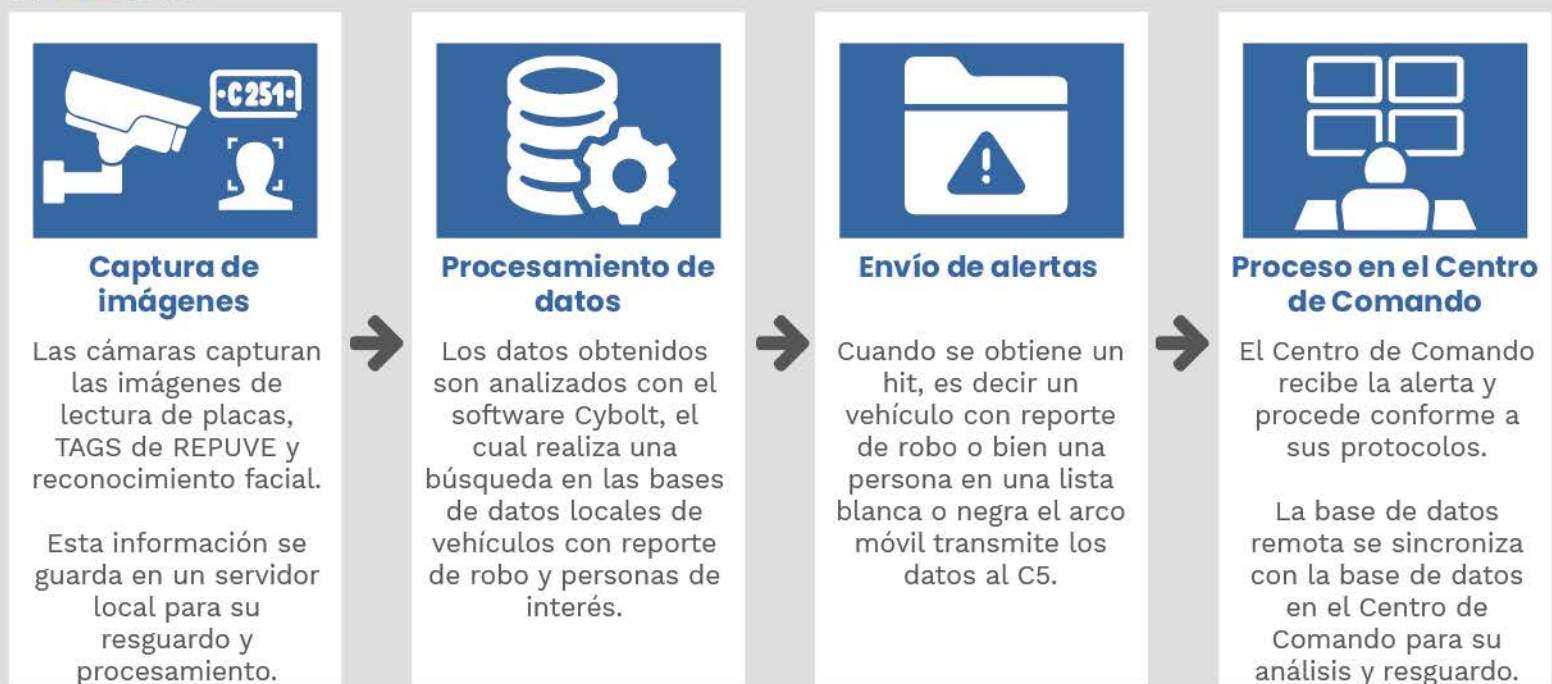 ·C251·
Captura de
imágenes
Las cámaras capturan
las imágenes de
lectura de placas,
TAGS de REPUVE y
reconocimiento facial.
Esta información se
guarda en un servidor
local para su
resguardo y
procesamiento.
Procesamiento de
datos
Los datos obtenidos
son analizados con el
software Cybolt, el
cual realiza una
búsqueda en las bases
de datos locales de
vehículos con reporte
de robo y personas de
interés.
Envío de alertas
Cuando se obtiene un
hit, es decir un
vehículo con reporte
de robo o bien una
persona en una lista
blanca o negra el arco
móvil transmite los
datos al C5.
Proceso en el Centro
de Comando
El Centro de Comando
recibe la alerta y
procede conforme a
sus protocolos.
La base de datos
remota se sincroniza
con la base de datos
en el Centro de
Comando para su
análisis y resguardo.